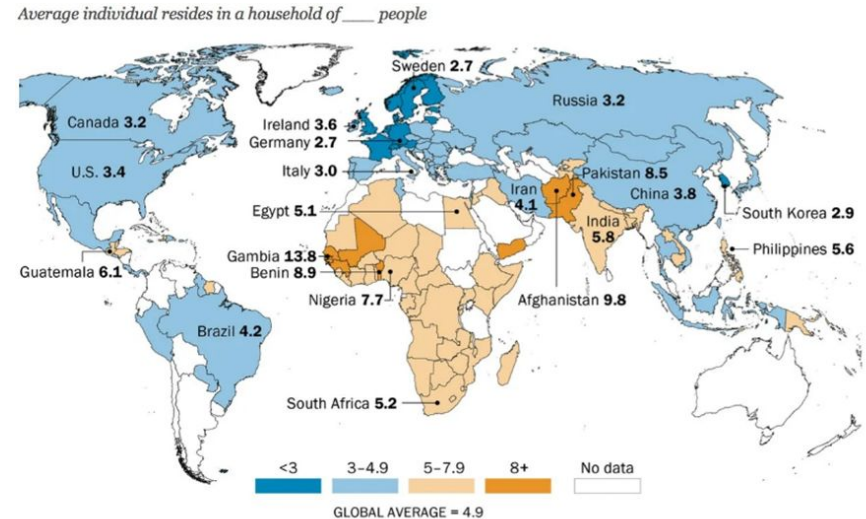 Average individual resides in a household of___ people
Sweden 2.7
Russia 3.2
Canada 3.2
Ireland 3.6
Germany 2.7
U.S. 3.4
Italy 3.0
Pakistan 8.5
Iran
4.1
China 3.8
Egypt 5.1
India
5.8
South Korea 2.9
Gambia 13.8
Philippines 5.6
Guatemala 6.1
Benin 8.9
Nigeria 7.7
Afghanistan 9.8
Brazil 4.2
South Africa 5.2
<3
3–4.9
5–7.9
8+
No data
GLOBAL AVERAGE = 4.9